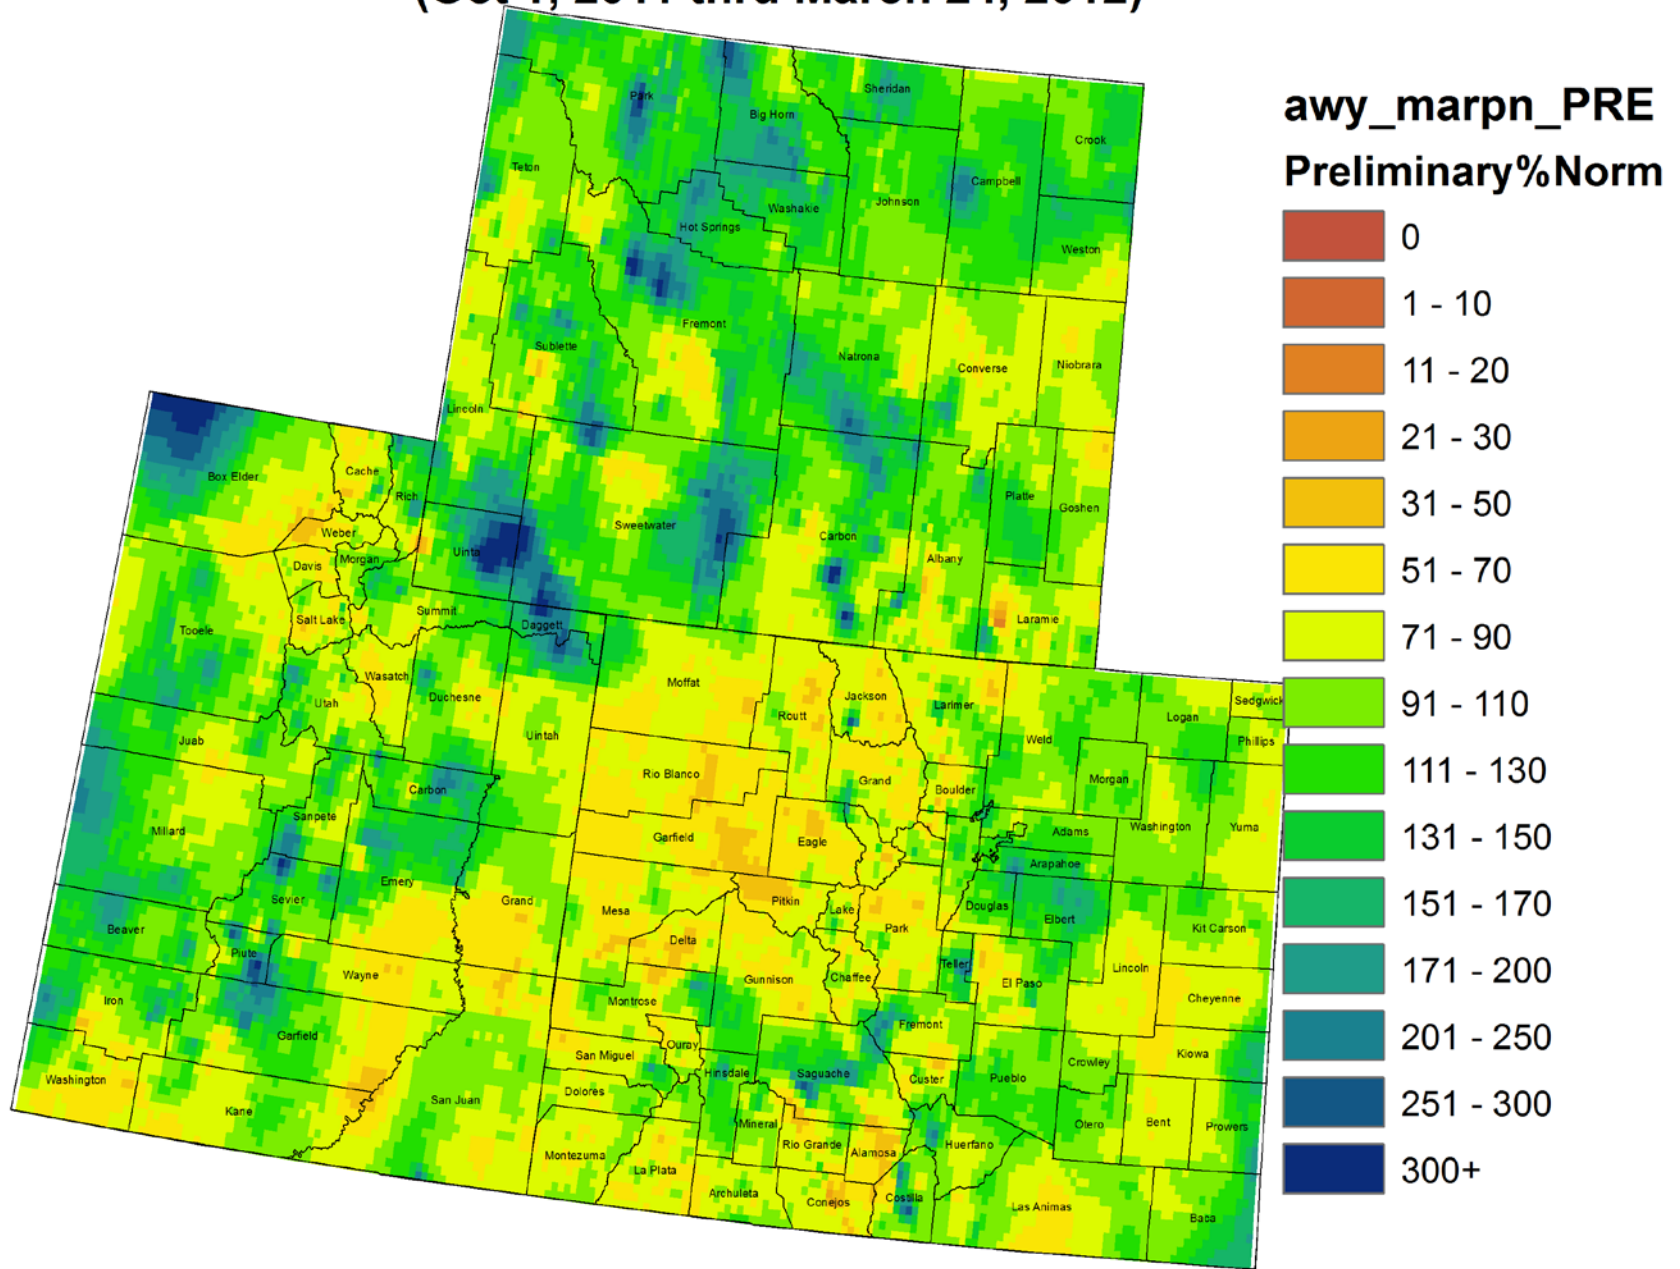 (Oct 1, 2011 thru March 24, 2012)
awy_marpn_PRE
Preliminary%Norm
0
1 - 10
11 - 20
21 - 30
31 - 50
51 - 70
71 - 90
91 - 110
111 - 130
131 - 150
151 - 170
171 - 200
201 - 250
251 - 300
300+
Park
Big Horn
Sheridan
Crook
Teton
Campbell
Johnson
Washakie
Hot Springs
Weston
Fremont
Sublette
Natrona
Converse
Niobrara
Lincoln
Sweetwater
Uinta
Carbon
Platte
Goshen
Albany
Laramie
Box Elder
Cache
Rich
Weber
Davis
Morgan
Salt Lake
Summit
Daggett
Tooele
Wasatch
Utah
Duchesne
Uintah
Juab
Carbon
Sanpete
Millard
Emery
Grand
Sevier
Beaver
Piute
Wayne
Iron
Garfield
Washington
Kane
San Juan
Moffat
Routt
Jackson
Larimer
Weld
Logan
Sedgwick
Phillips
Rio Blanco
Grand
Boulder
Morgan
Washington
Yuma
Garfield
Eagle
Adams
Arapahoe
Mesa
Pitkin
Lake
Park
Douglas
Elbert
Kit Carson
Delta
Gunnison
Chaffee
Teller
El Paso
Lincoln
Cheyenne
Montrose
Fremont
Ouray
San Miguel
Hinsdale
Saguache
Custer
Pueblo
Crowley
Kiowa
Dolores
Mineral
Rio Grande
Alamosa
Huerfano
Otero
Bent
Prowers
Montezuma
La Plata
Archuleta
Conejos
Costilla
Las Animas
Baca